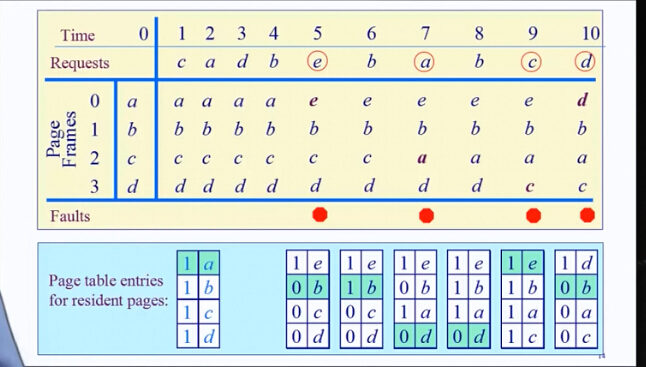 Time 0 1 2 3 4 5 6 7 8 9 10
Requests c a d b e b a b c d
Page Frames
0 a a a a a e e e e e d
1 b b b b b b b b b b b
2 c c c c c c c a a a a
3 d d d d d d d d d c c
Faults
Page table entries
for resident pages:
1 a 1 e 1 e 1 e 1 e 1 e 1 d
1 b 0 b 1 b 0 b 1 b 1 b 0 b
1 c 0 c 0 c 1 a 1 a 1 a 0 a
1 d 0 d 0 d 0 d 0 d 1 c 0 c
14